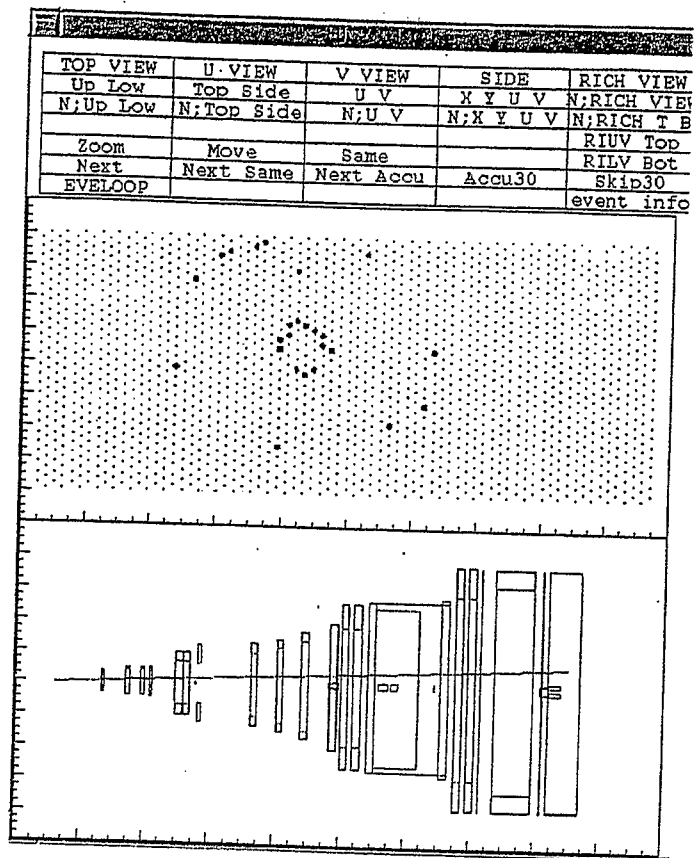 TOP VIEW U·VIEW V VIEW SIDE RICH VIEW
Up Low Top Side U V X Y U V N;RICH VIE
N;Up Low N;Top Side N;U V N;X Y U V N;RICH T B
RIUV Top
Zoom Move Same RILV Bot
Next Next Same Next Accu Accu30 Skip30
EVELOOP event info